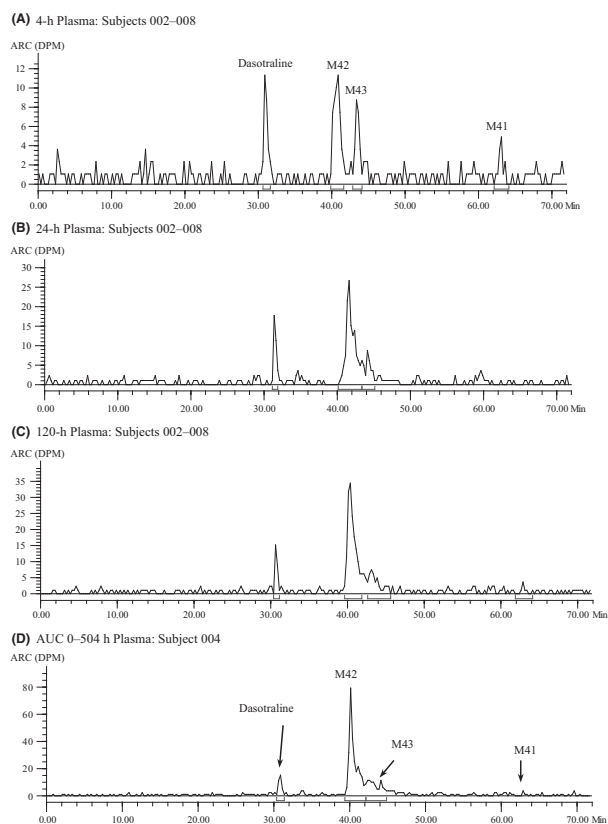 (A) 4-h Plasma: Subjects 002–008
ARC (DPM)
Dasotraline
M42
M43
M41
12
10
8
6
4
2
0
0.00 10.00 20.00 30.00 40.00 50.00 60.00 70.00 Min
(B) 24-h Plasma: Subjects 002–008
ARC (DPM)
30
25
20
15
10
5
0
0.00 10.00 20.00 30.00 40.00 50.00 60.00 70.00 Min
(C) 120-h Plasma: Subjects 002–008
ARC (DPM)
35
30
25
20
15
10
5
0
0.00 10.00 20.00 30.00 40.00 50.00 60.00 70.00 Min
(D) AUC 0–504 h Plasma: Subject 004
ARC (DPM)
M42
Dasotraline
M43
M41
80
60
40
20
0
0.00 10.00 20.00 30.00 40.00 50.00 60.00 70.00 Min